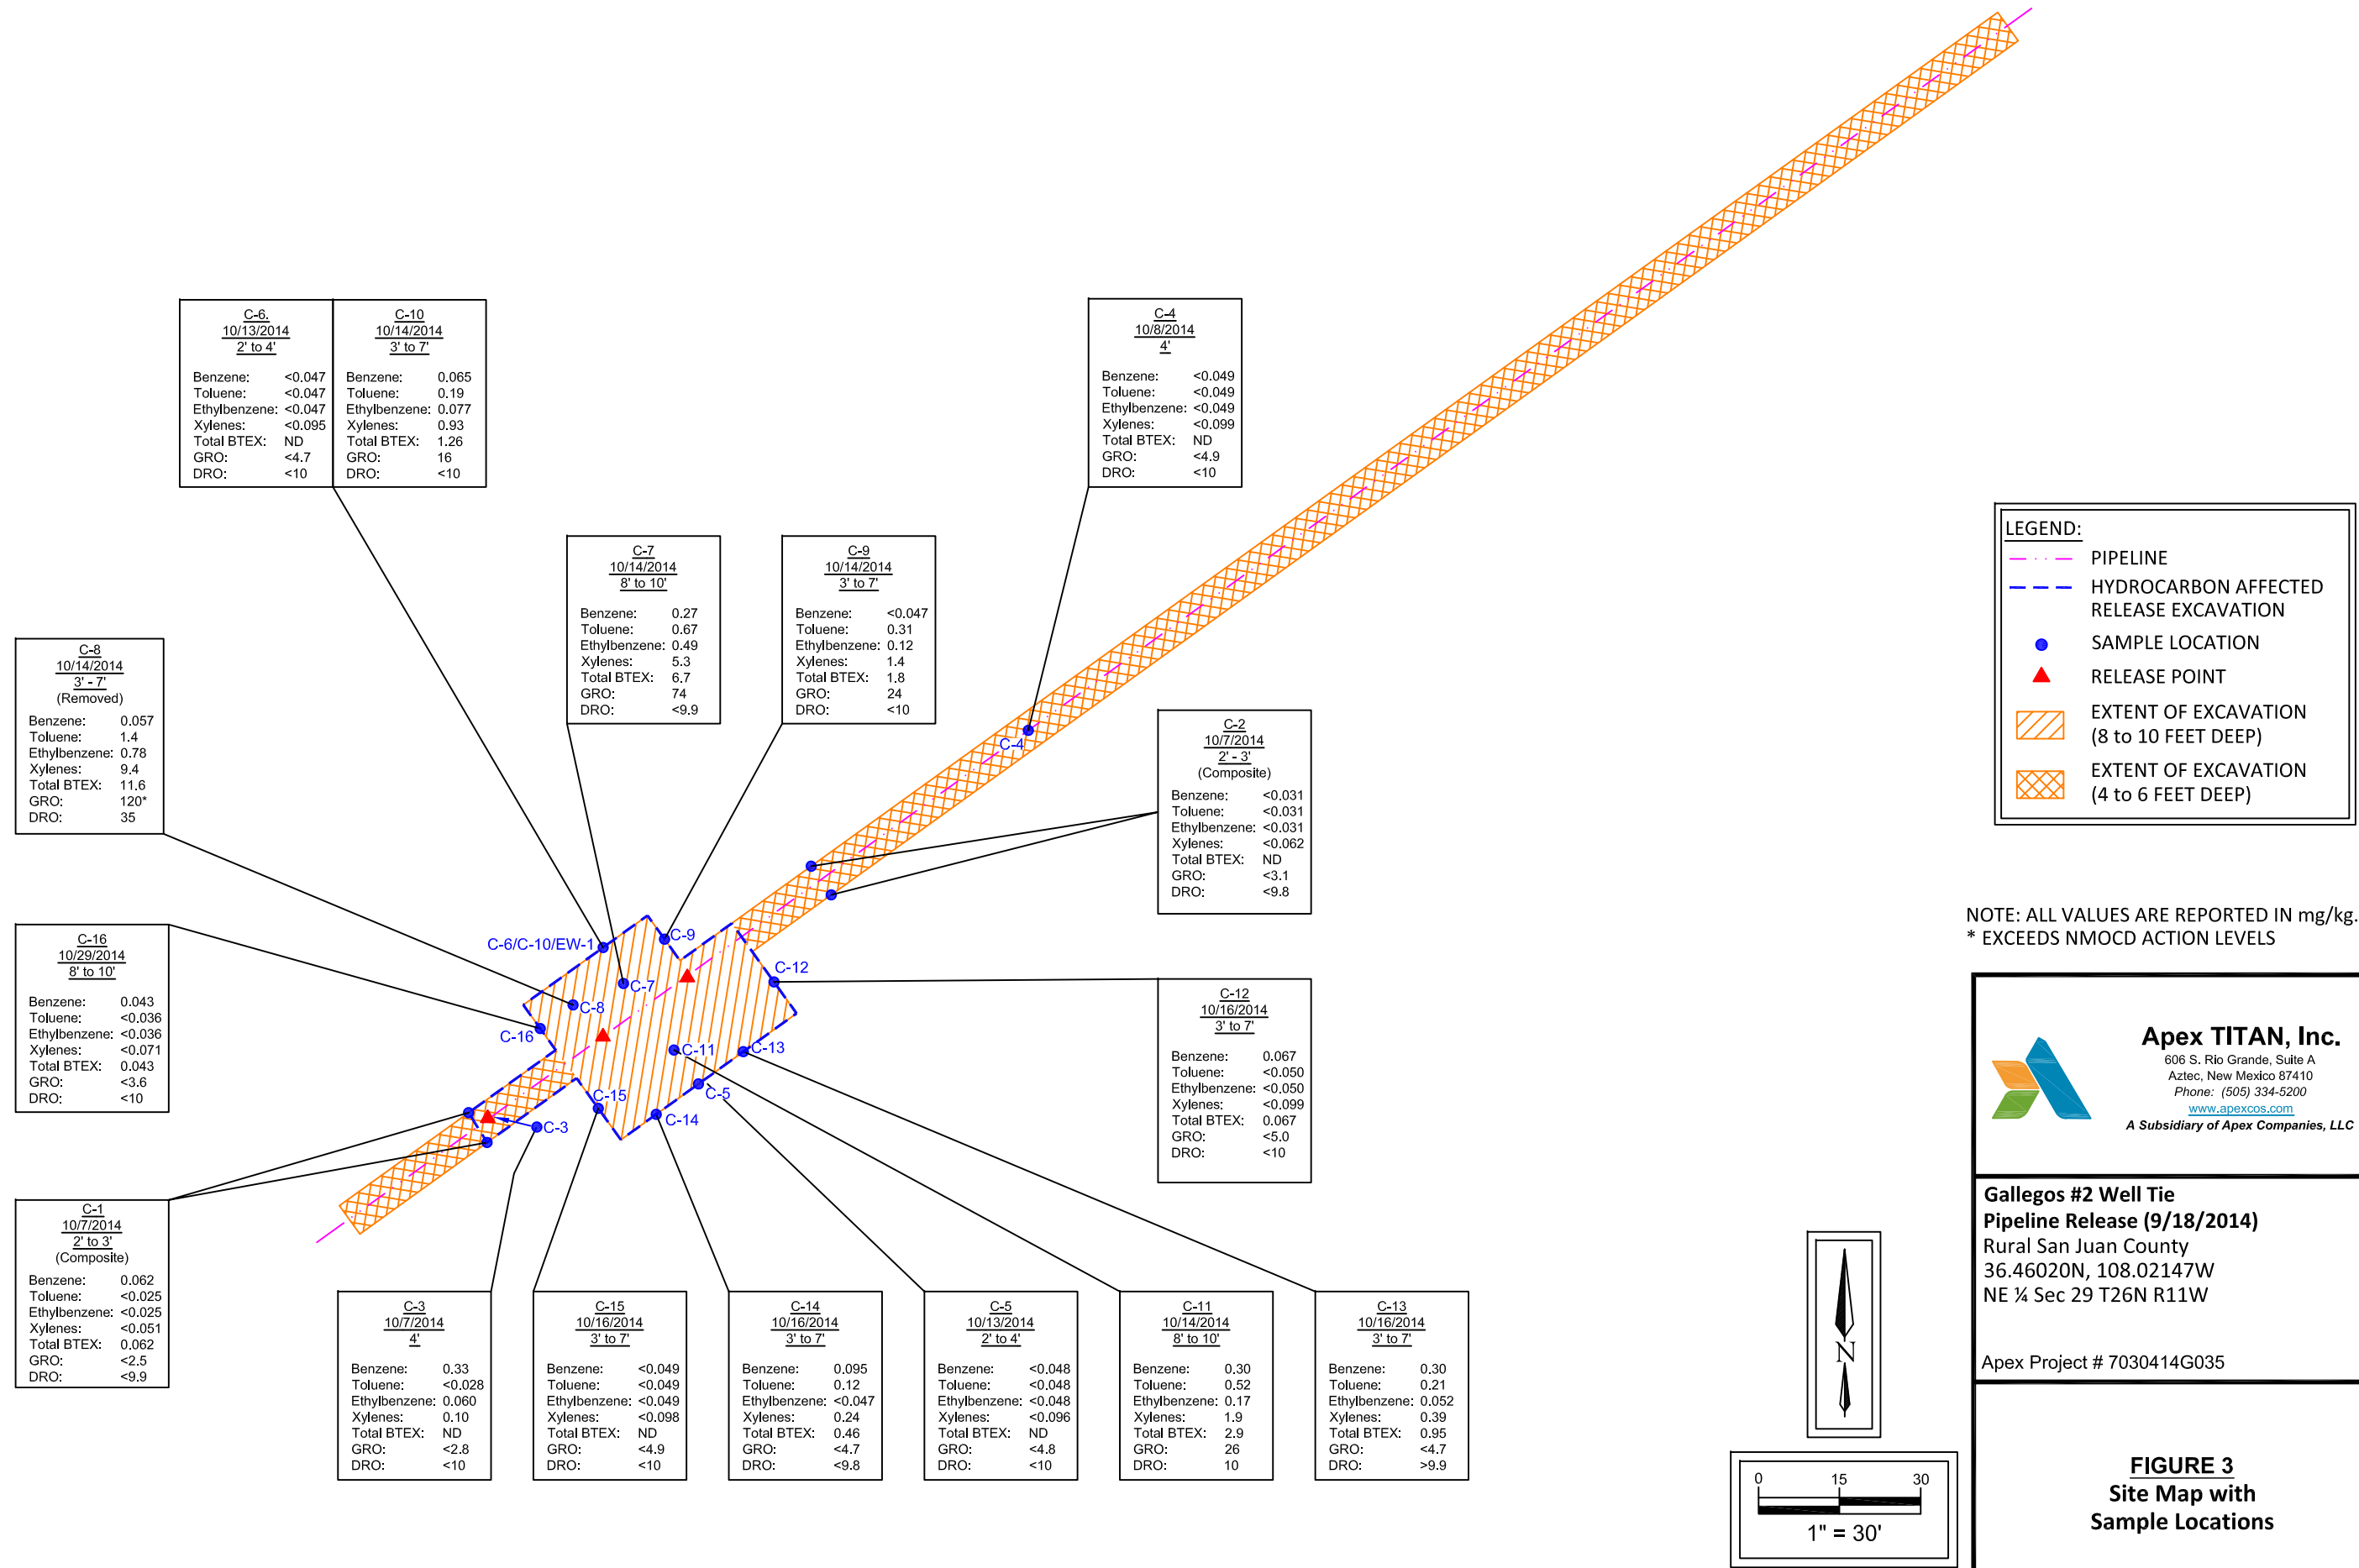 C-6.
10/13/2014
2' to 4'
Benzene: <0.047
Toluene: <0.047
Ethylbenzene: <0.047
Xylenes: <0.095
Total BTEX: ND
GRO: <4.7
DRO: <10
C-10
10/14/2014
3' to 7'
Benzene: 0.065
Toluene: 0.19
Ethylbenzene: 0.077
Xylenes: 0.93
Total BTEX: 1.26
GRO: 16
DRO: <10
C-4
10/8/2014
4'
Benzene: <0.049
Toluene: <0.049
Ethylbenzene: <0.049
Xylenes: <0.099
Total BTEX: ND
GRO: <4.9
DRO: <10
C-7
10/14/2014
8' to 10'
Benzene: 0.27
Toluene: 0.67
Ethylbenzene: 0.49
Xylenes: 5.3
Total BTEX: 6.7
GRO: 74
DRO: <9.9
C-9
10/14/2014
3' to 7'
Benzene: <0.047
Toluene: 0.31
Ethylbenzene: 0.12
Xylenes: 1.4
Total BTEX: 1.8
GRO: 24
DRO: <10
C-8
10/14/2014
3' - 7'
(Removed)
Benzene: 0.057
Toluene: 1.4
Ethylbenzene: 0.78
Xylenes: 9.4
Total BTEX: 11.6
GRO: 120*
DRO: 35
C-2
10/7/2014
2' - 3'
(Composite)
Benzene: <0.031
Toluene: <0.031
Ethylbenzene: <0.031
Xylenes: <0.062
Total BTEX: ND
GRO: <3.1
DRO: <9.8
C-16
10/29/2014
8' to 10'
Benzene: 0.043
Toluene: <0.036
Ethylbenzene: <0.036
Xylenes: <0.071
Total BTEX: 0.043
GRO: <3.6
DRO: <10
C-12
10/16/2014
3' to 7'
Benzene: 0.067
Toluene: <0.050
Ethylbenzene: <0.050
Xylenes: <0.099
Total BTEX: 0.067
GRO: <5.0
DRO: <10
C-1
10/7/2014
2' to 3'
(Composite)
Benzene: 0.062
Toluene: <0.025
Ethylbenzene: <0.025
Xylenes: <0.051
Total BTEX: 0.062
GRO: <2.5
DRO: <9.9
C-3
10/7/2014
4'
Benzene: 0.33
Toluene: <0.028
Ethylbenzene: 0.060
Xylenes: 0.10
Total BTEX: ND
GRO: <2.8
DRO: <10
C-15
10/16/2014
3' to 7'
Benzene: <0.049
Toluene: <0.049
Ethylbenzene: <0.049
Xylenes: <0.098
Total BTEX: ND
GRO: <4.9
DRO: <10
C-14
10/16/2014
3' to 7'
Benzene: 0.095
Toluene: 0.12
Ethylbenzene: <0.047
Xylenes: 0.24
Total BTEX: 0.46
GRO: <4.7
DRO: <9.8
C-5
10/13/2014
2' to 4'
Benzene: <0.048
Toluene: <0.048
Ethylbenzene: <0.048
Xylenes: <0.096
Total BTEX: ND
GRO: <4.8
DRO: <10
C-11
10/14/2014
8' to 10'
Benzene: 0.30
Toluene: 0.52
Ethylbenzene: 0.17
Xylenes: 1.9
Total BTEX: 2.9
GRO: 26
DRO: 10
C-13
10/16/2014
3' to 7'
Benzene: 0.30
Toluene: 0.21
Ethylbenzene: 0.052
Xylenes: 0.39
Total BTEX: 0.95
GRO: <4.7
DRO: >9.9
C-4
C-6/C-10/EW-1
C-9
C-7
C-12
C-8
C-16
C-11
C-13
C-5
C-15
C-14
C-3
LEGEND:
PIPELINE
HYDROCARBON AFFECTED
RELEASE EXCAVATION
SAMPLE LOCATION
RELEASE POINT
EXTENT OF EXCAVATION
(8 to 10 FEET DEEP)
EXTENT OF EXCAVATION
(4 to 6 FEET DEEP)
NOTE: ALL VALUES ARE REPORTED IN mg/kg.
* EXCEEDS NMOCD ACTION LEVELS
Apex TITAN, Inc.
606 S. Rio Grande, Suite A
Aztec, New Mexico 87410
Phone: (505) 334-5200
www.apexcos.com
A Subsidiary of Apex Companies, LLC
Gallegos #2 Well Tie
Pipeline Release (9/18/2014)
Rural San Juan County
36.46020N, 108.02147W
NE ¼ Sec 29 T26N R11W
Apex Project # 7030414G035
N
0 15 30
1" = 30'
FIGURE 3
Site Map with
Sample Locations